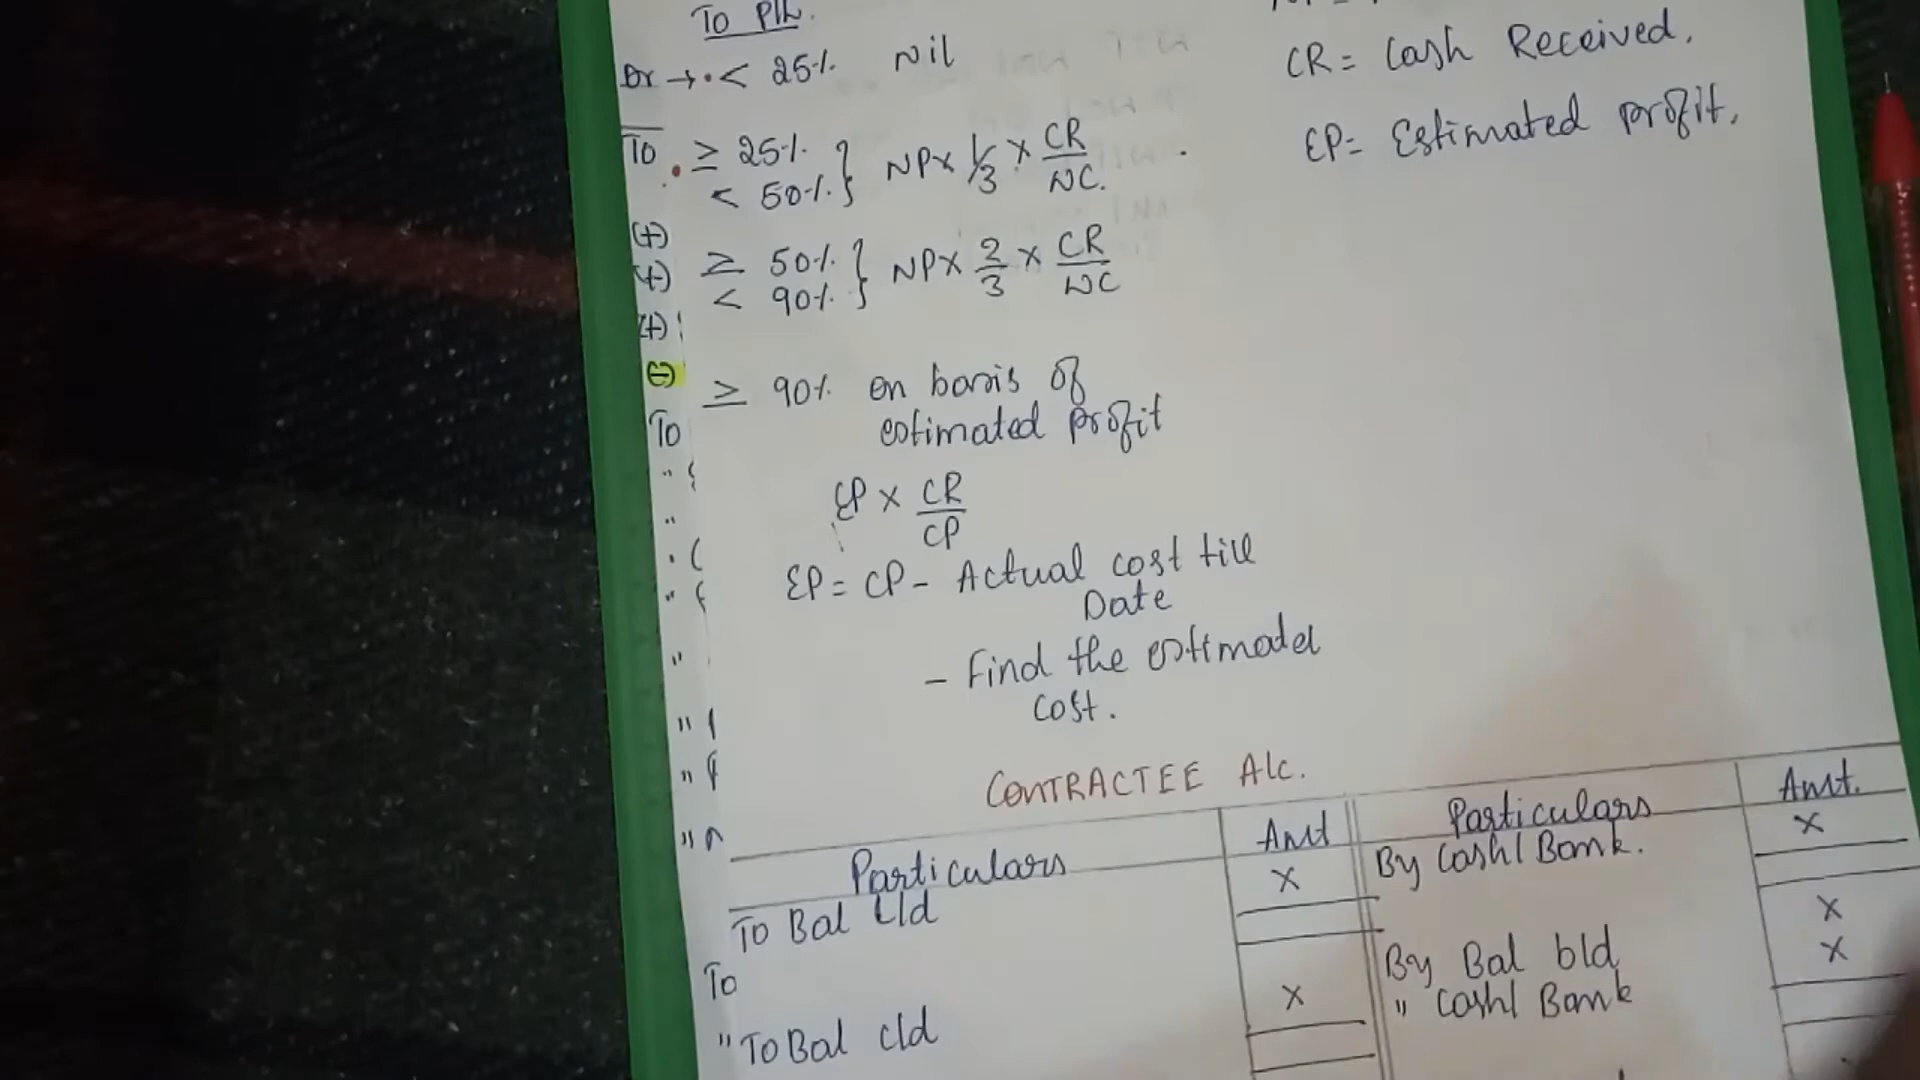 To P/L.
Dr → • < 25% Nil
CR = Cash Received.
EP = Estimated profit.
To • ≥ 25% } NP x 1/3 x CR/WC.
< 50% }
(+)
(+) ≥ 50% } NP x 2/3 x CR/WC
< 90% }
(+)
(-) ≥ 90% on basis of
To estimated profit
EP x CR/CP
EP = CP - Actual cost till
Date
- Find the estimated
cost.
CONTRACTEE A/c.
Particulars Amt Particulars Amt.
To Bal c/d X By Cash/Bank. X
To By Bal b/d X
" To Bal c/d X " Cash/Bank X